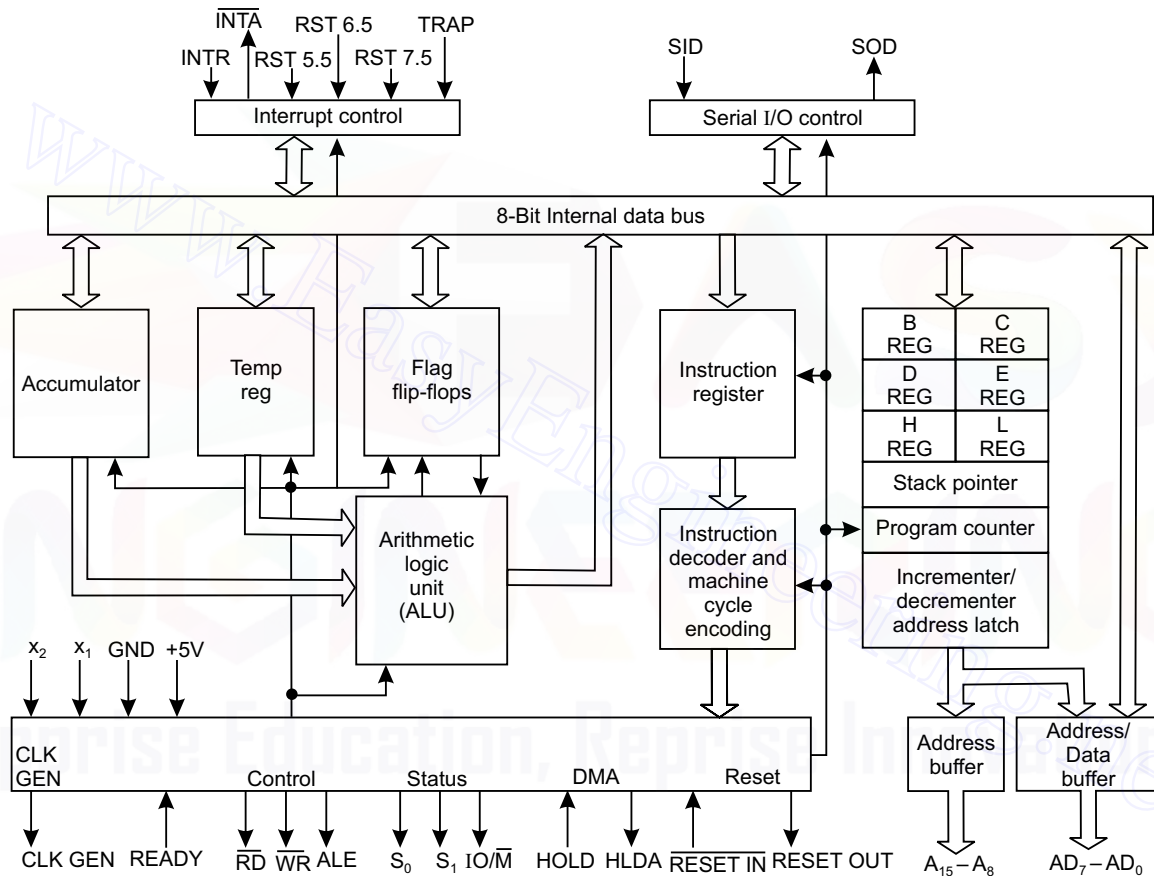 INTA
RST 6.5
TRAP
INTR
RST 5.5
RST 7.5
SID
SOD
Interrupt control
Serial I/O control
8-Bit Internal data bus
Accumulator
Temp
reg
Flag
flip-flops
Instruction
register
B
REG
C
REG
D
REG
E
REG
H
REG
L
REG
Stack pointer
Program counter
Incrementer/
decrementer
address latch
Arithmetic
logic
unit
(ALU)
Instruction
decoder and
machine
cycle
encoding
x₂
x₁
GND
+5V
CLK
GEN
Control
Status
DMA
Reset
Address
buffer
Address/
Data
buffer
CLK GEN
READY
R̅D̅
W̅R̅
ALE
S₀
S₁
IO/M̅
HOLD
HLDA
R̅E̅S̅E̅T̅ I̅N̅
RESET OUT
A₁₅–A₈
AD₇–AD₀